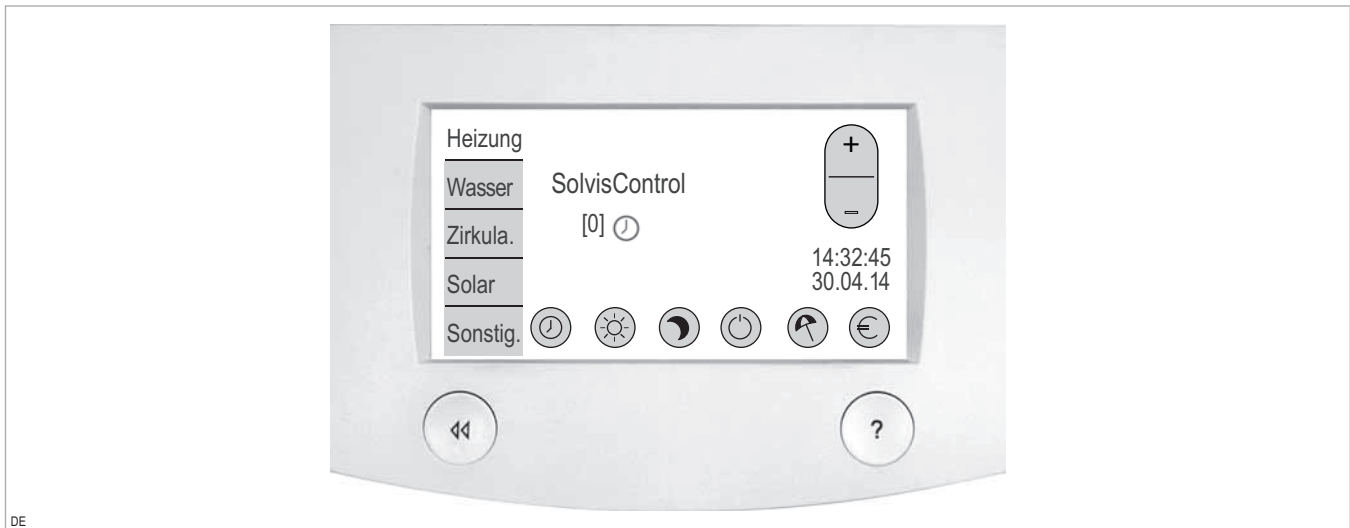 Heizung
Wasser
Zirkula.
Solar
Sonstig.
SolvisControl
[0]
+
−
14:32:45
30.04.14
€
?
DE